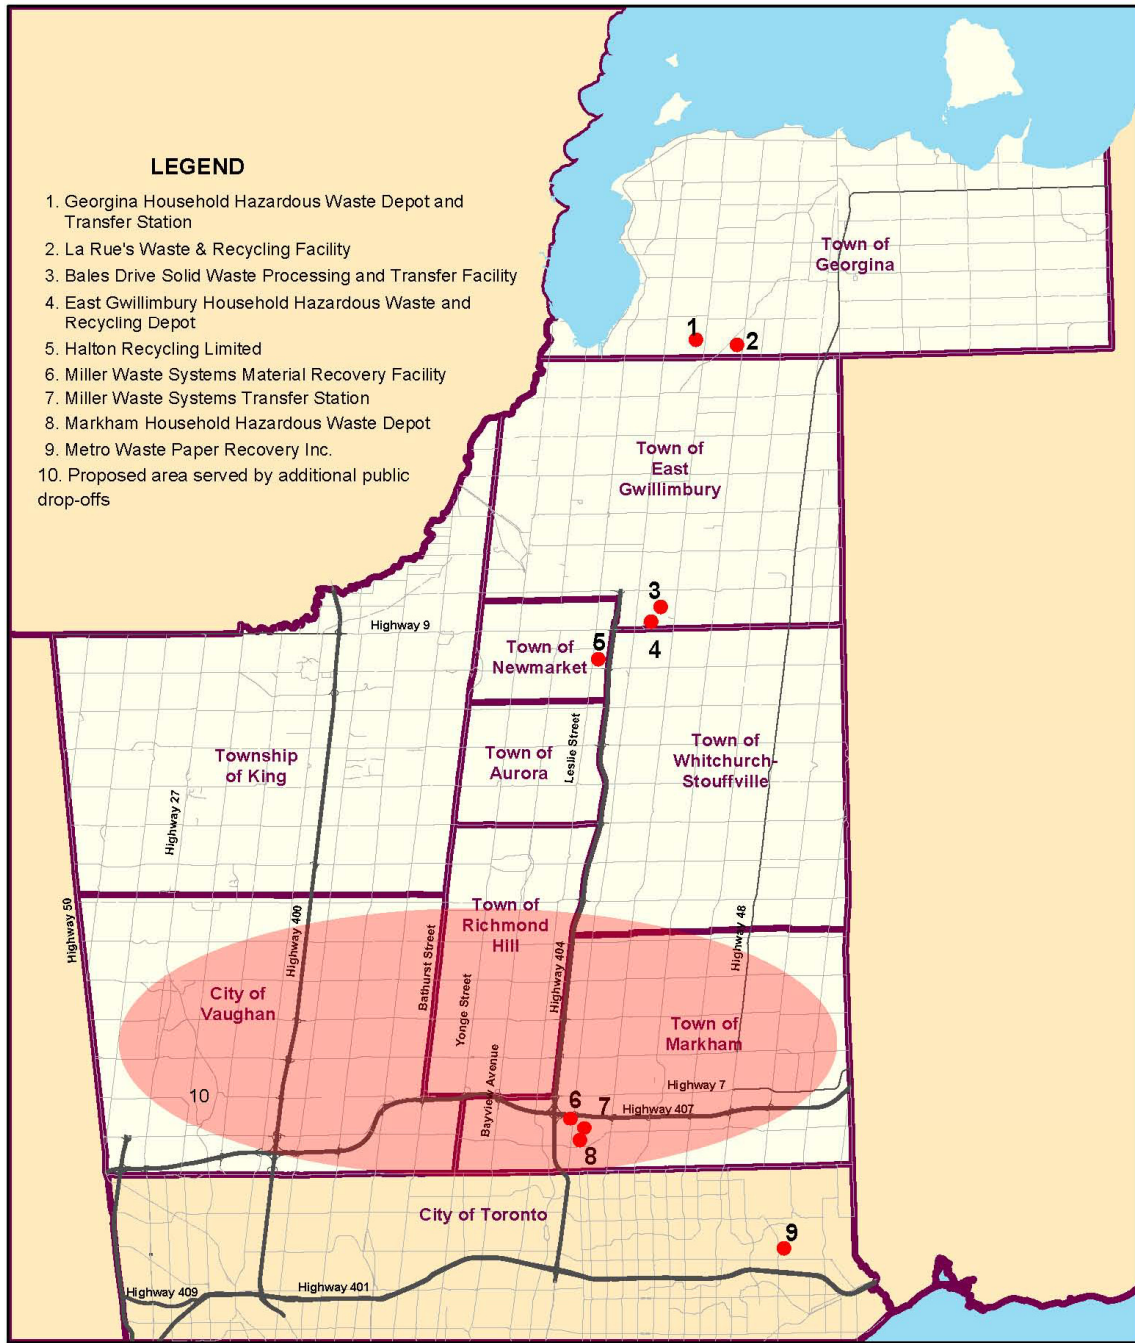 LEGEND
1. Georgina Household Hazardous Waste Depot and
Transfer Station
2. La Rue's Waste & Recycling Facility
3. Bales Drive Solid Waste Processing and Transfer Facility
4. East Gwillimbury Household Hazardous Waste and
Recycling Depot
5. Halton Recycling Limited
6. Miller Waste Systems Material Recovery Facility
7. Miller Waste Systems Transfer Station
8. Markham Household Hazardous Waste Depot
9. Metro Waste Paper Recovery Inc.
10. Proposed area served by additional public
drop-offs
Town of
Georgina
1
2
Town of
East
Gwillimbury
3
4
Highway 9
5
Town of
Newmarket
Town of
Aurora
Leslie Street
Town of
Whitchurch-
Stouffville
Township
of King
Highway 27
Highway 50
Highway 400
Bathurst Street
Town of
Richmond
Hill
Highway 404
Highway 48
City of
Vaughan
Yonge Street
Town of
Markham
Bayview Avenue
10
Highway 7
Highway 407
6
7
8
City of Toronto
9
Highway 409
Highway 401